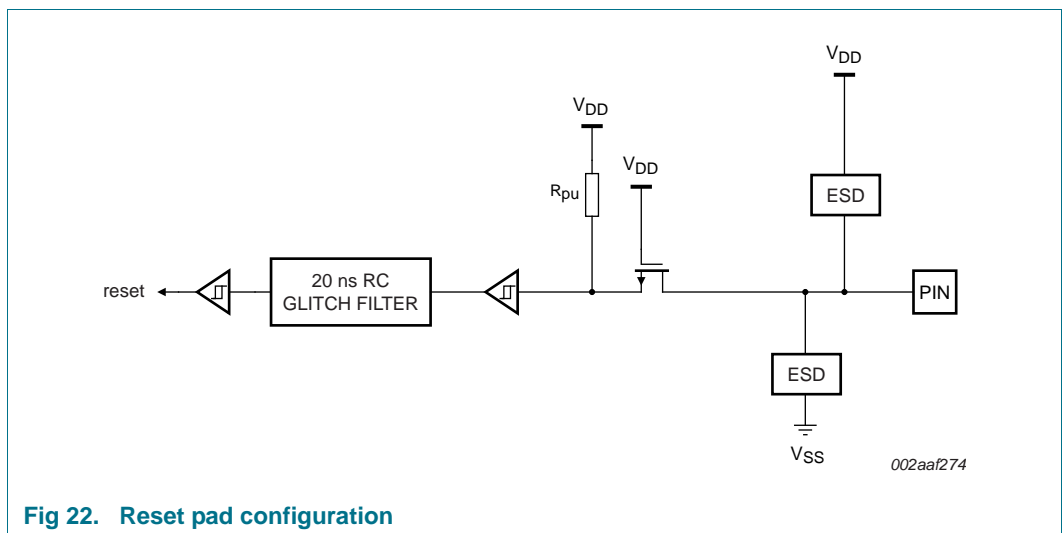 VDD
VDD
VDD
Rpu
ESD
reset
20 ns RC
GLITCH FILTER
PIN
ESD
VSS
002aaf274
Fig 22. Reset pad configuration